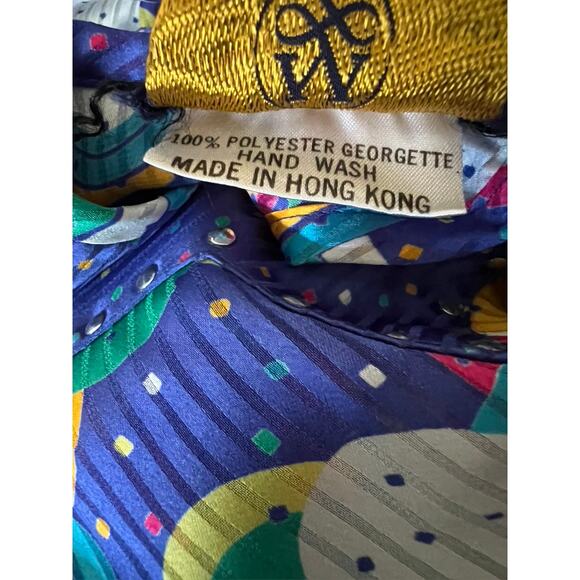 M
100% POLYESTER GEORGETTE
HAND WASH
MADE IN HONG KONG